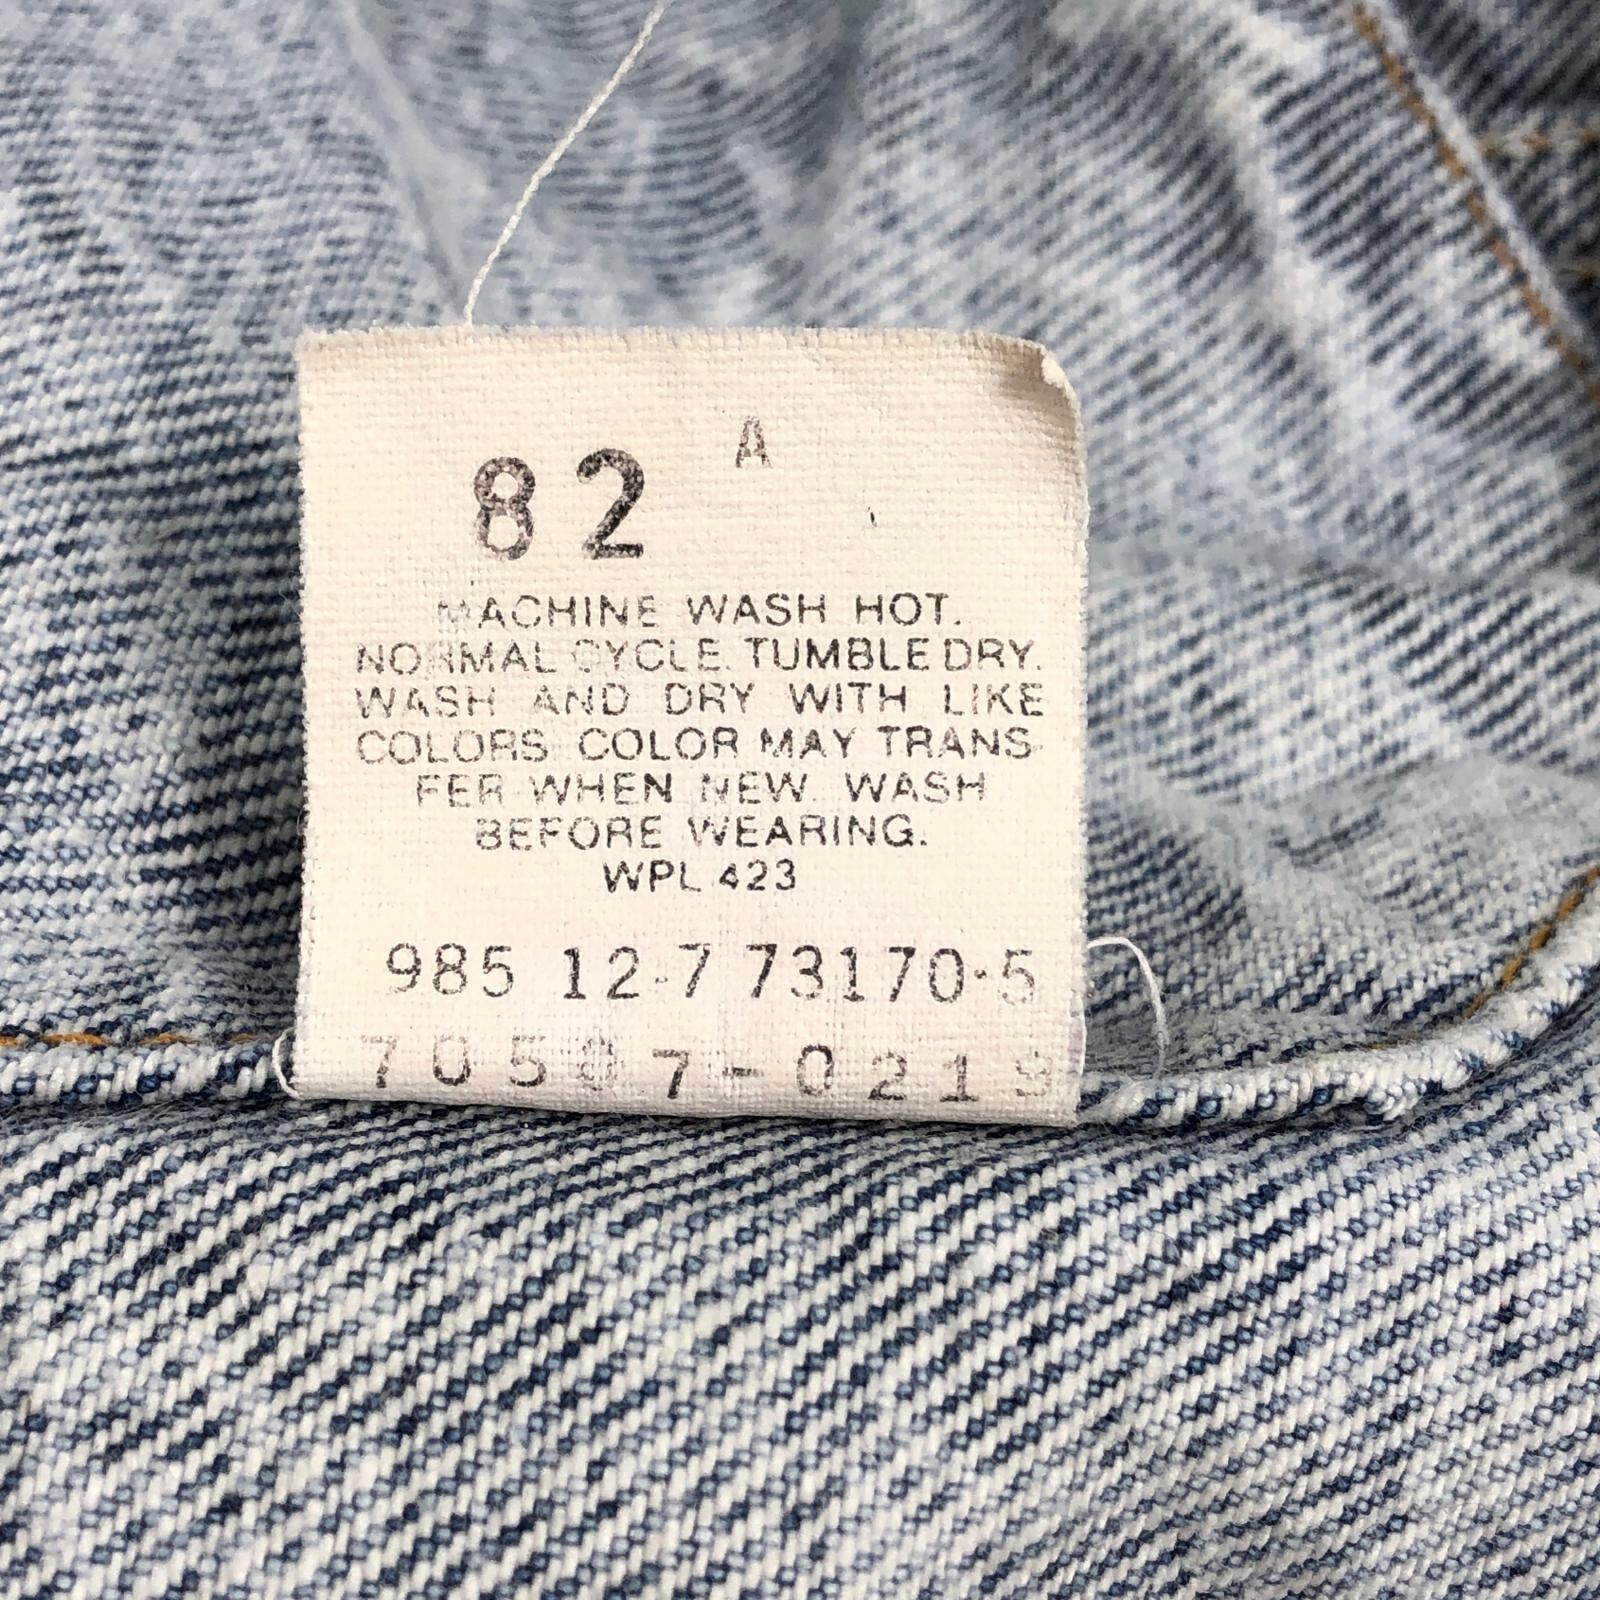 A
82
MACHINE WASH HOT.
NORMAL CYCLE. TUMBLE DRY.
WASH AND DRY WITH LIKE
COLORS. COLOR MAY TRANS-
FER WHEN NEW. WASH
BEFORE WEARING.
WPL 423
985 12-7 73170-5